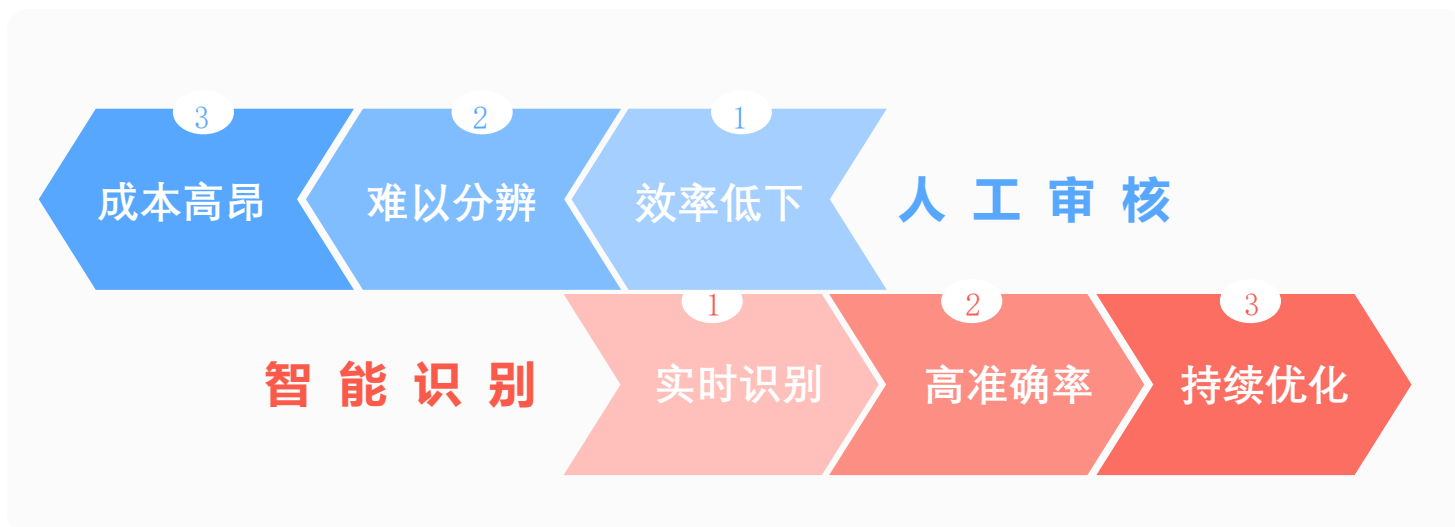 3
2
1
成本高昂
难以分辨
效率低下
人工审核
1
2
3
智能识别
实时识别
高准确率
持续优化